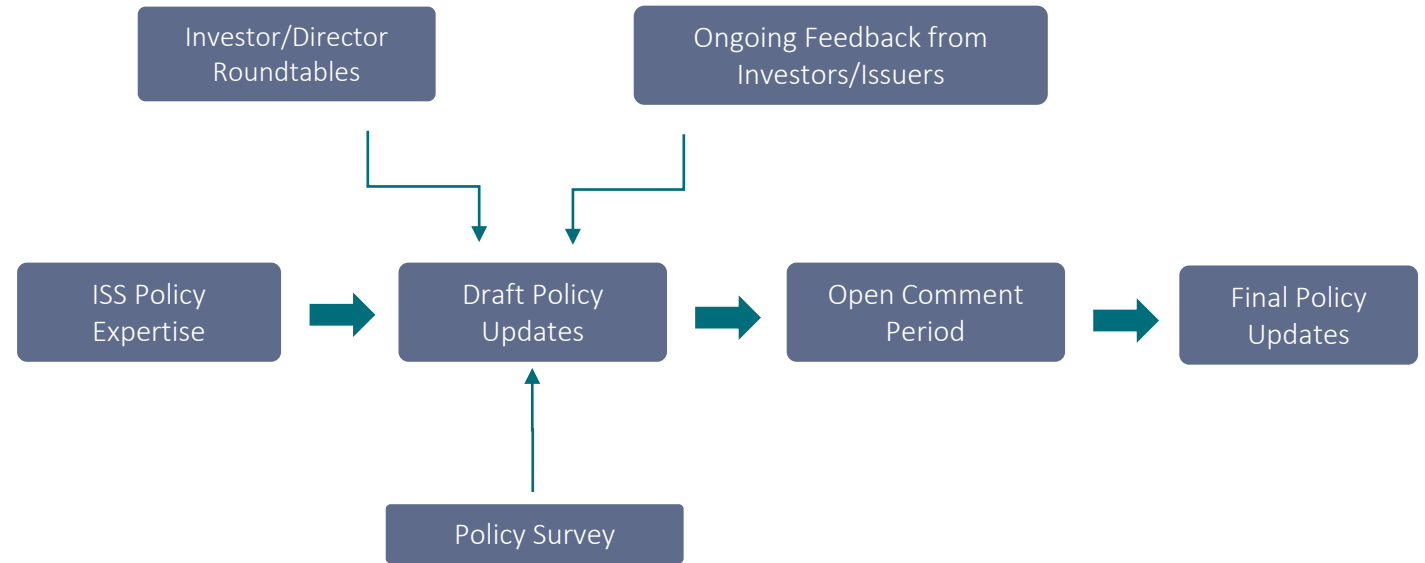 Investor/Director
Roundtables
Ongoing Feedback from
Investors/Issuers
ISS Policy
Expertise
Draft Policy
Updates
Open Comment
Period
Final Policy
Updates
Policy Survey